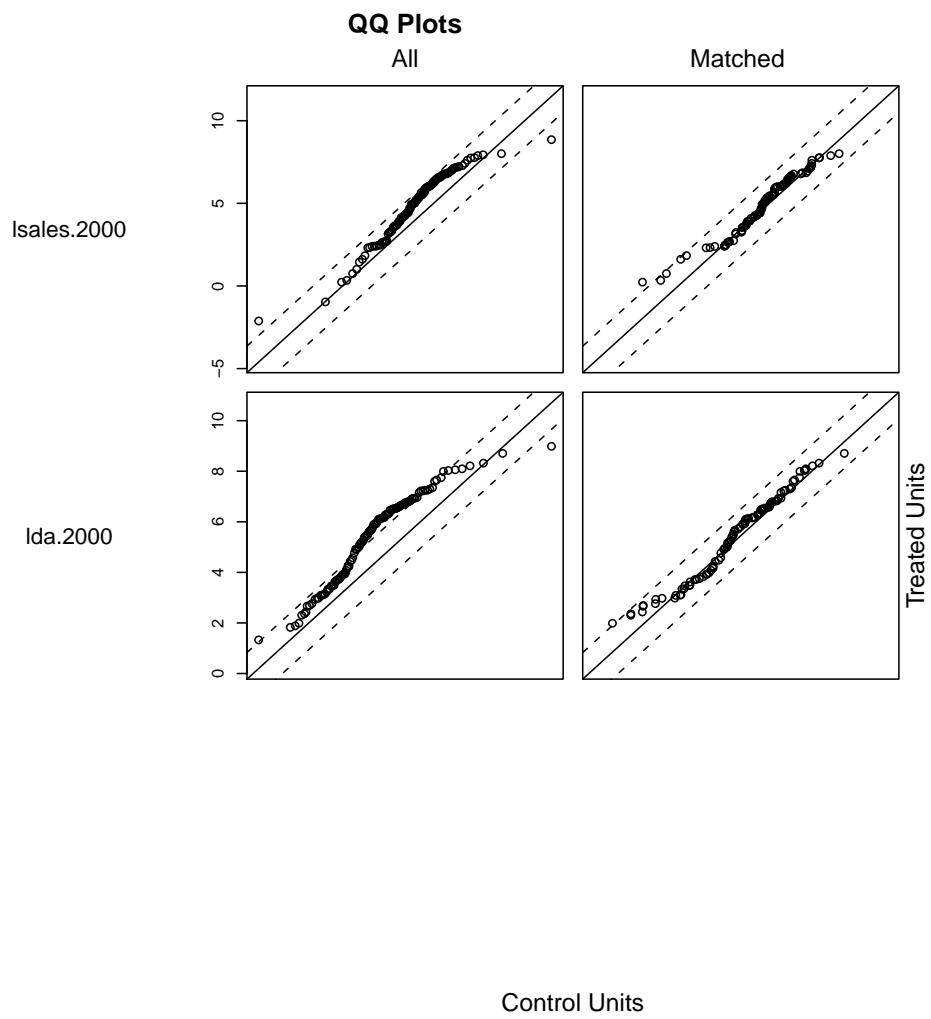 QQ Plots
All Matched
lsales.2000
10
5
0
−5
lda.2000
10
8
6
4
2
0
Treated Units
Control Units